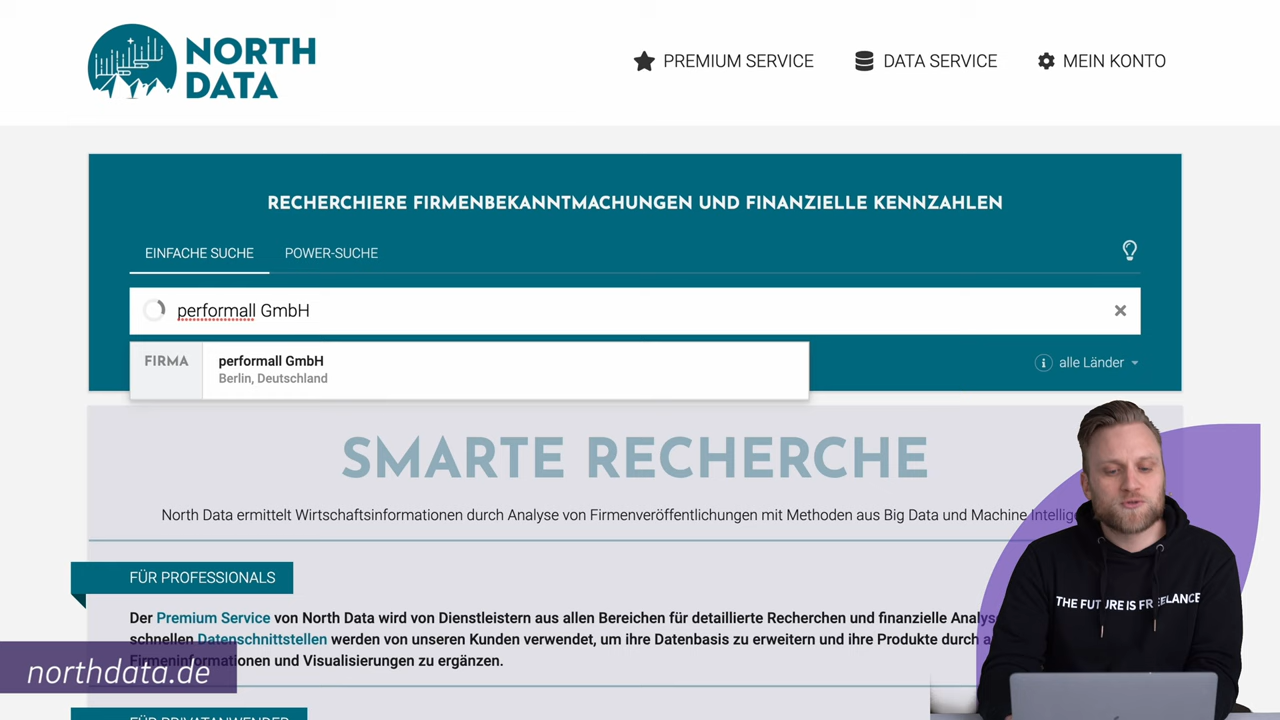 NORTH
DATA
PREMIUM SERVICE
DATA SERVICE
MEIN KONTO
RECHERCHIERE FIRMENBEKANNTMACHUNGEN UND FINANZIELLE KENNZAHLEN
EINFACHE SUCHE
POWER-SUCHE
performall GmbH
FIRMA
performall GmbH
Berlin, Deutschland
alle Länder
SMARTE RECHERCHE
North Data ermittelt Wirtschaftsinformationen durch Analyse von Firmenveröffentlichungen mit Methoden aus Big Data und Machine
FÜR PROFESSIONALS
Der Premium Service von North Data wird von Dienstleistern aus allen Bereichen für detaillierte Recherchen und finanzielle
schnellen Datenschnittstellen werden von unseren Kunden verwendet, um ihre Datenbasis zu erweitern und ihre Produkte durch
Firmeninformationen und Visualisierungen zu ergänzen.
THE FUTURE IS FREELANCE
northdata.de
FÜR PRIVATANWENDER